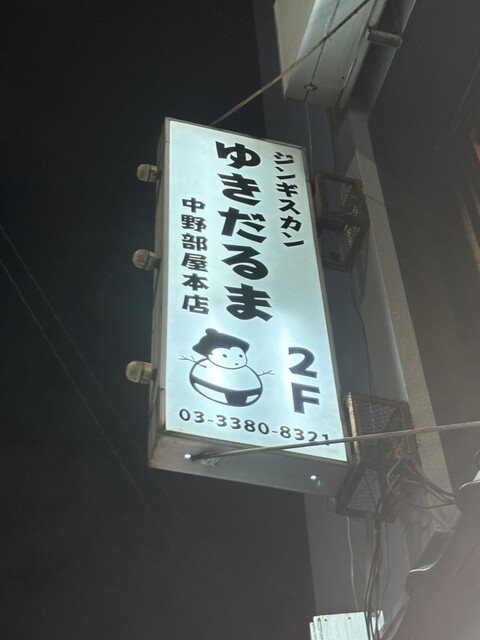 ジンギスカン
ゆきだるま
中野部屋本店
2F
03-3380-8321